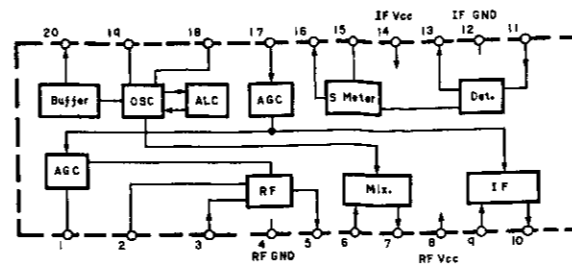 IF Vcc IF GND
20 19 18 17 16 15 14 13 12 11
Buffer OSC ALC AGC S Meter Det.
AGC RF Mix. IF
1 2 3 4 5 6 7 8 9 10
RF GND RF Vcc